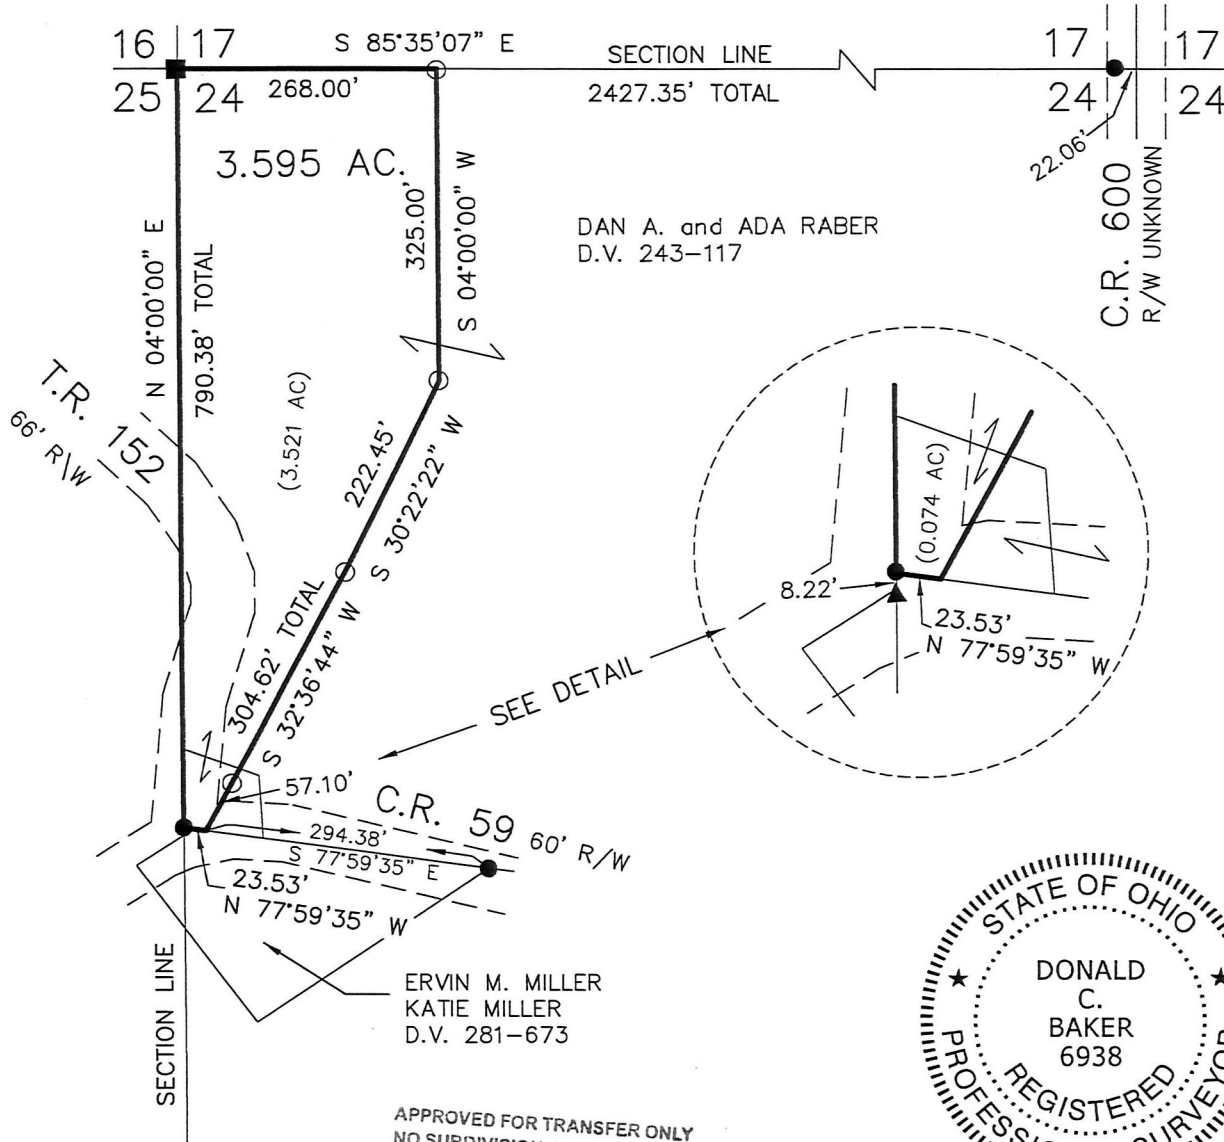 16 17
25 24
S 85°35'07" E
268.00'
SECTION LINE
2427.35' TOTAL
17 17
24 24
22.06'
C.R. 600
R/W UNKNOWN
3.595 AC.
325.00'
S 04°00'00" W
DAN A. and ADA RABER
D.V. 243-117
N 04°00'00" E
790.38' TOTAL
T.R. 152
66' R\W
(3.521 AC)
222.45'
S 30°22'22" W
304.62' TOTAL
S 32°36'44" W
SEE DETAIL
(0.074 AC)
8.22'
23.53'
N 77°59'35" W
57.10'
C.R. 59 60' R/W
294.38'
S 77°59'35" E
23.53'
N 77°59'35" W
SECTION LINE
ERVIN M. MILLER
KATIE MILLER
D.V. 281-673
STATE OF OHIO
DONALD
C.
BAKER
6938
REGISTERED
SURVEYOR
APPROVED FOR TRANSFER ONLY